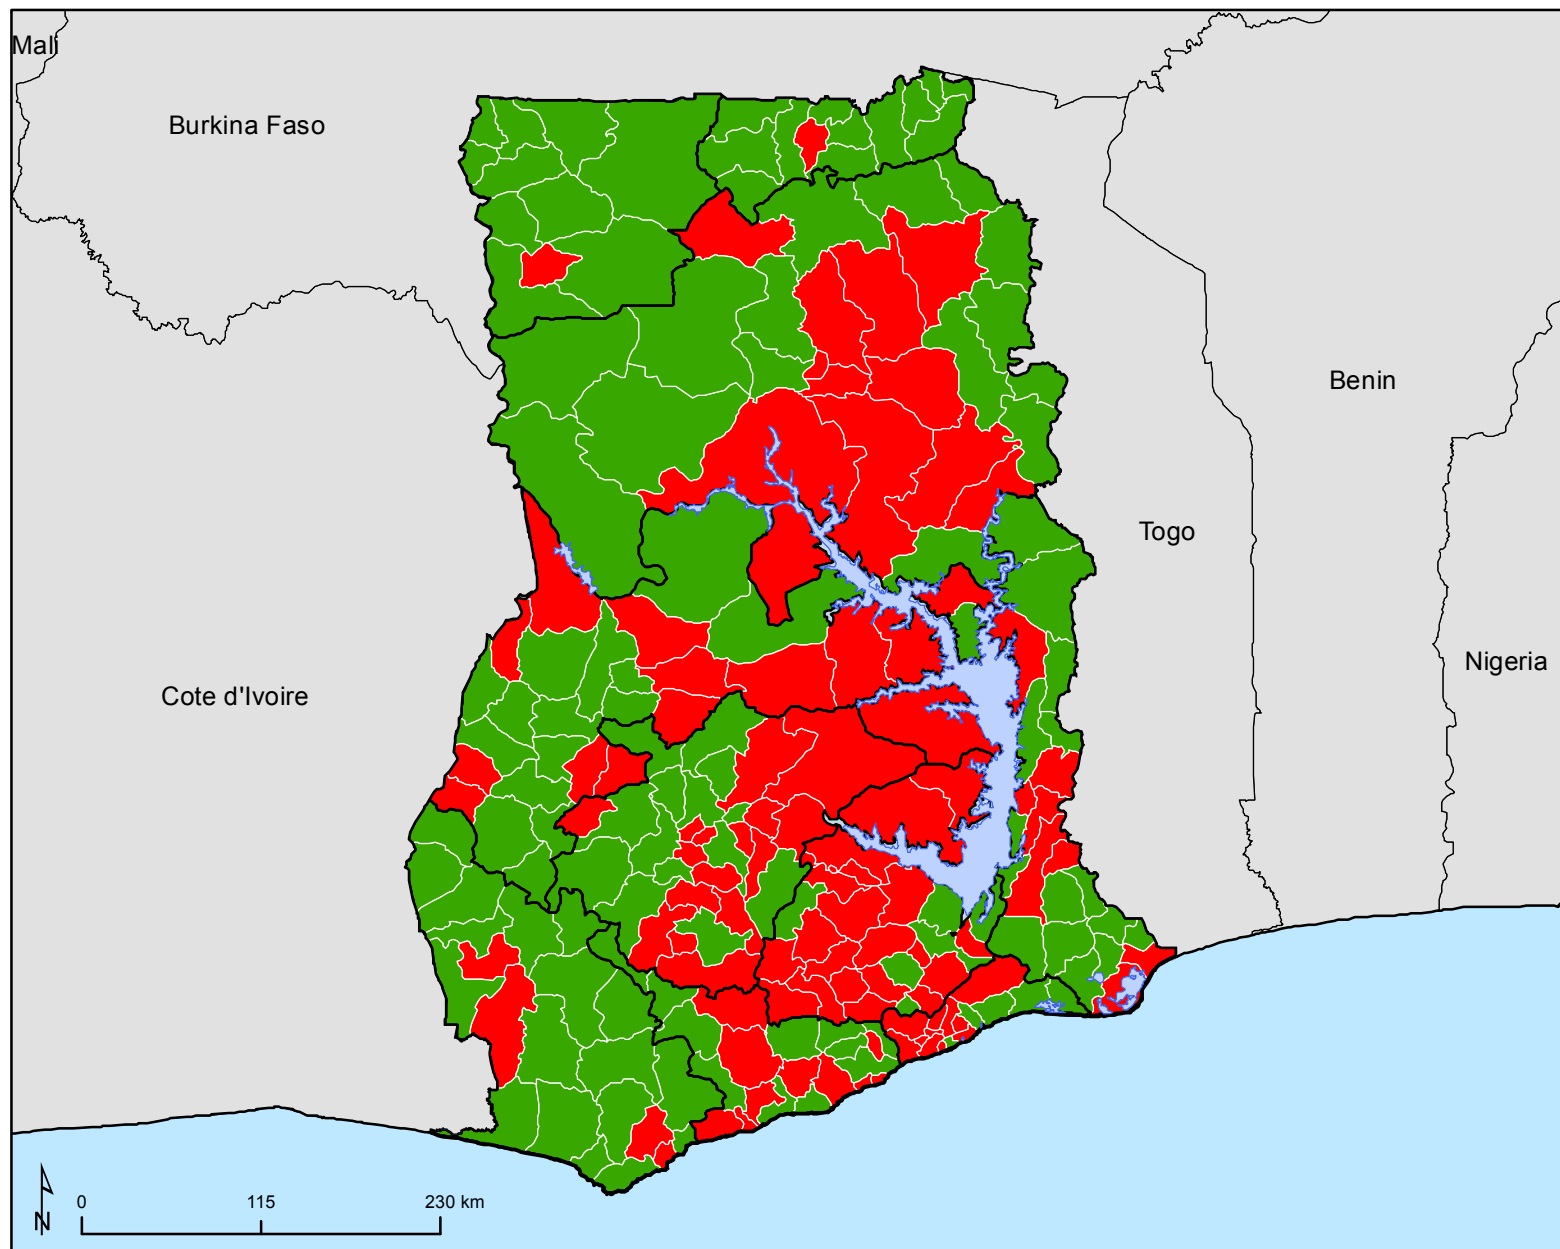 Mali
Burkina Faso
Benin
Togo
Nigeria
Cote d'Ivoire
N
0 115 230 km